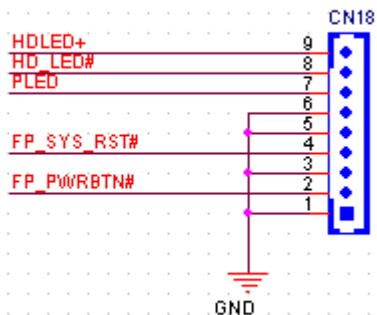 CN18
HDLED+ 9
HD_LED# 8
PLED 7
6
5
FP_SYS_RST# 4
3
FP_PWRBTN# 2
1
GND